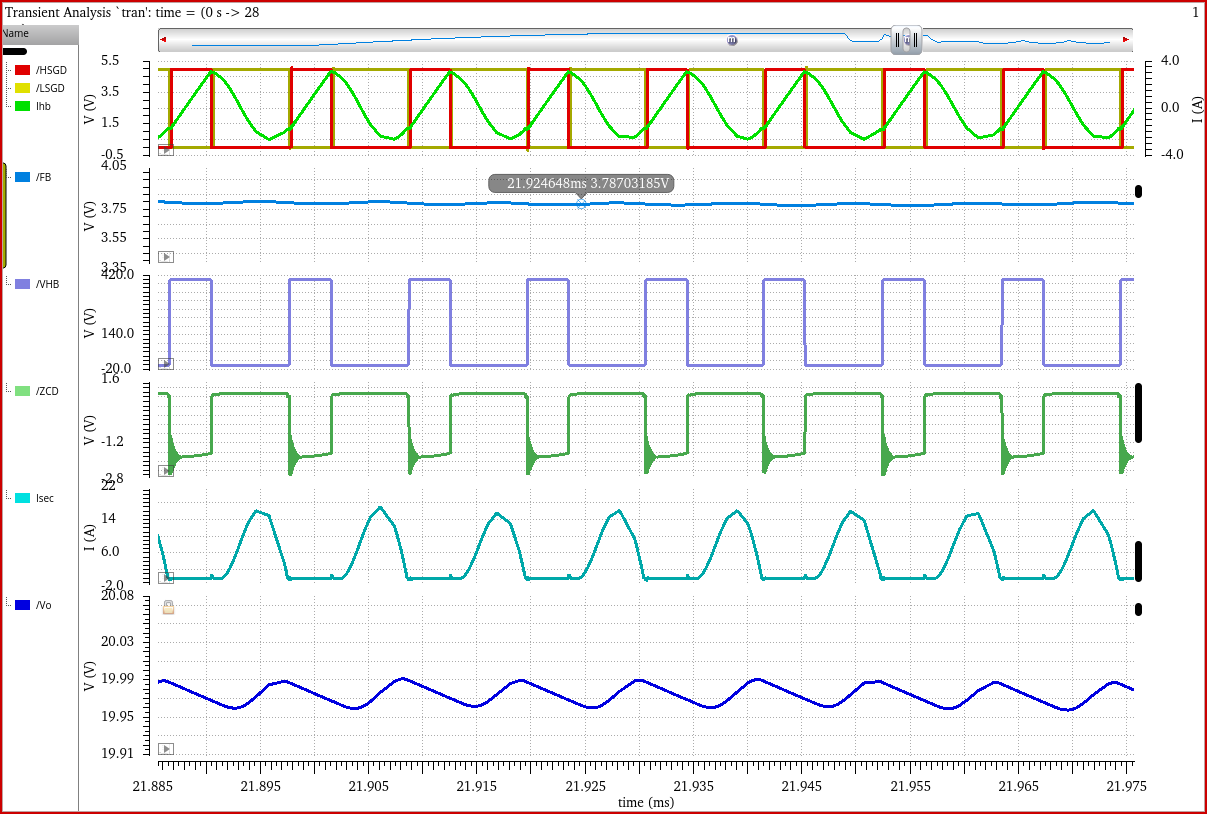 Transient Analysis `tran': time = (0 s -> 28
1
Name
/HSGD
/LSGD
Ihb
/FB
/VHB
/ZCD
Isec
/Vo
m
5.5
3.5
1.5
-0.5
V (V)
4.0
0.0
-4.0
I (A)
4.05
3.75
3.55
3.35
V (V)
21.924648ms 3.78703185V
420.0
140.0
-20.0
V (V)
1.6
-1.2
-2.8
V (V)
22
14
6.0
-2.0
I (A)
20.08
20.03
19.99
19.95
19.91
V (V)
21.885 21.895 21.905 21.915 21.925 21.935 21.945 21.955 21.965 21.975
time (ms)